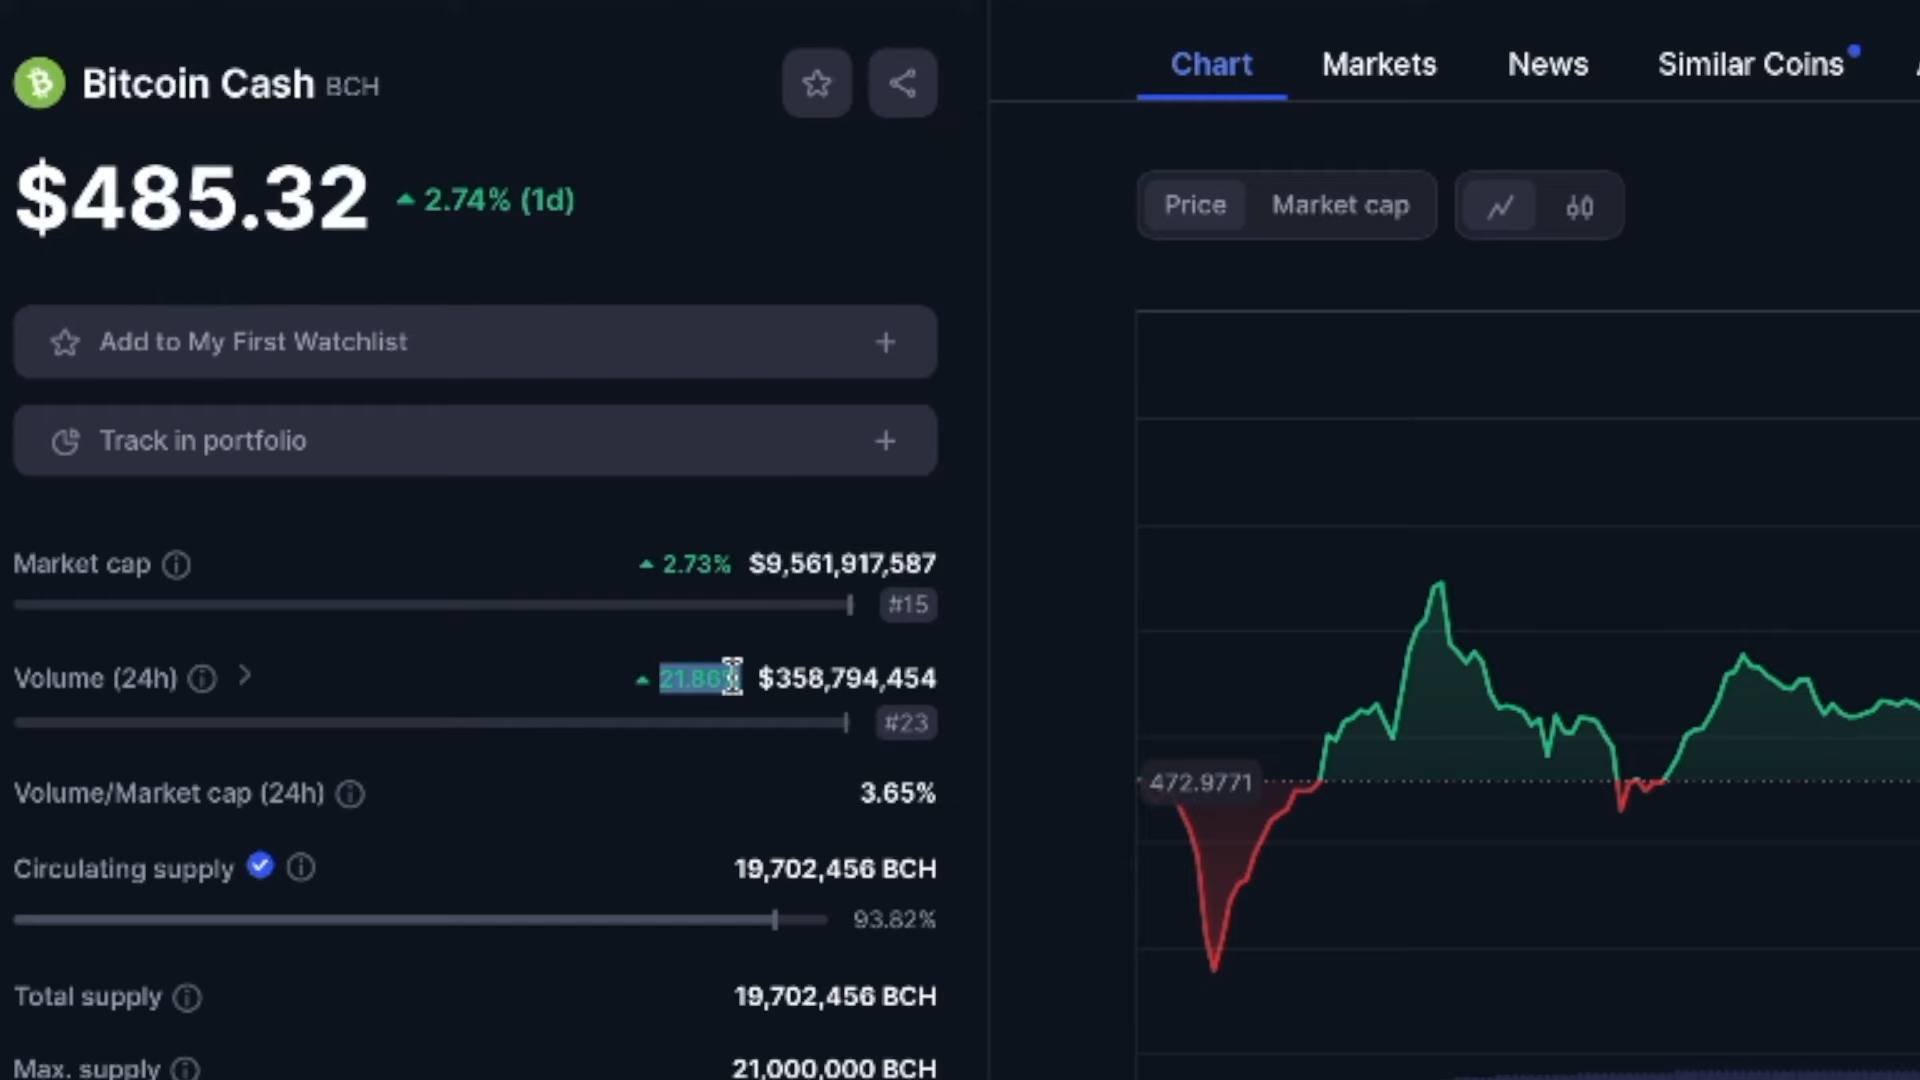 Bitcoin Cash BCH
$485.32 2.74% (1d)
Add to My First Watchlist
Track in portfolio
Market cap 2.73% $9,561,917,587
#15
Volume (24h) 21.86% $358,794,454
#23
Volume/Market cap (24h) 3.65%
Circulating supply 19,702,456 BCH
93.82%
Total supply 19,702,456 BCH
Max. supply 21,000,000 BCH
Chart Markets News Similar Coins
Price Market cap
472.9771